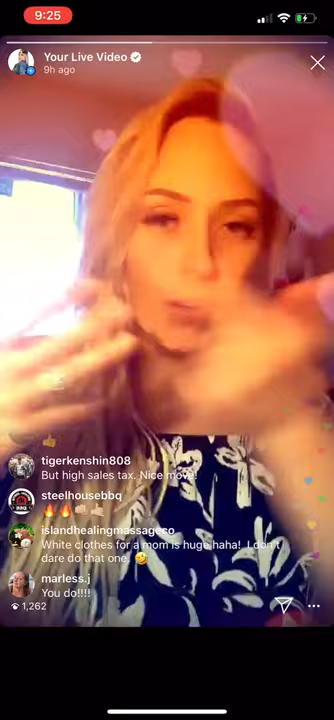 9:25
Your Live Video
9h ago
tigerkenshin808
But high sales tax. Nice move!
steelhousebbq
🔥🔥👊🏼🤙🏼
islandhealingmassageco
White clothes for a mom is huge haha! I don't
dare do that one. 🤣
marless.j
You do!!!!
1,262